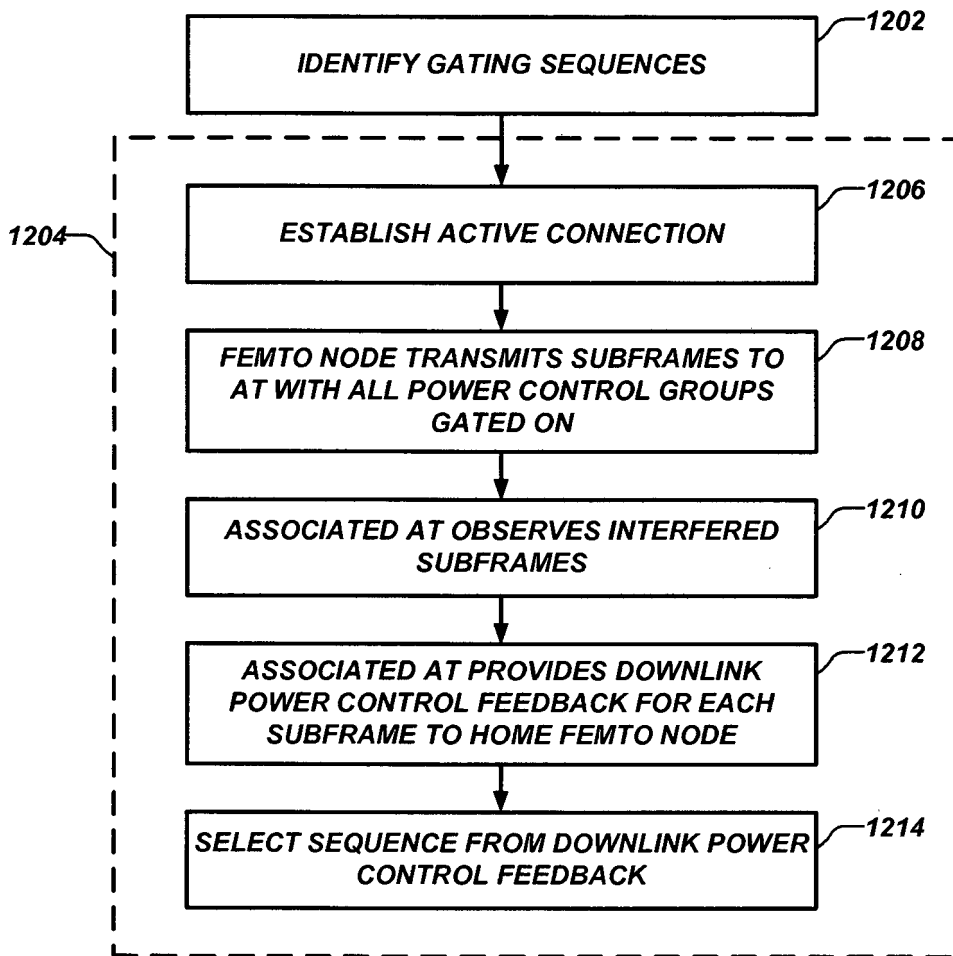 1202
IDENTIFY GATING SEQUENCES
1204
1206
ESTABLISH ACTIVE CONNECTION
1208
FEMTO NODE TRANSMITS SUBFRAMES TO
AT WITH ALL POWER CONTROL GROUPS
GATED ON
1210
ASSOCIATED AT OBSERVES INTERFERED
SUBFRAMES
1212
ASSOCIATED AT PROVIDES DOWNLINK
POWER CONTROL FEEDBACK FOR EACH
SUBFRAME TO HOME FEMTO NODE
1214
SELECT SEQUENCE FROM DOWNLINK POWER
CONTROL FEEDBACK